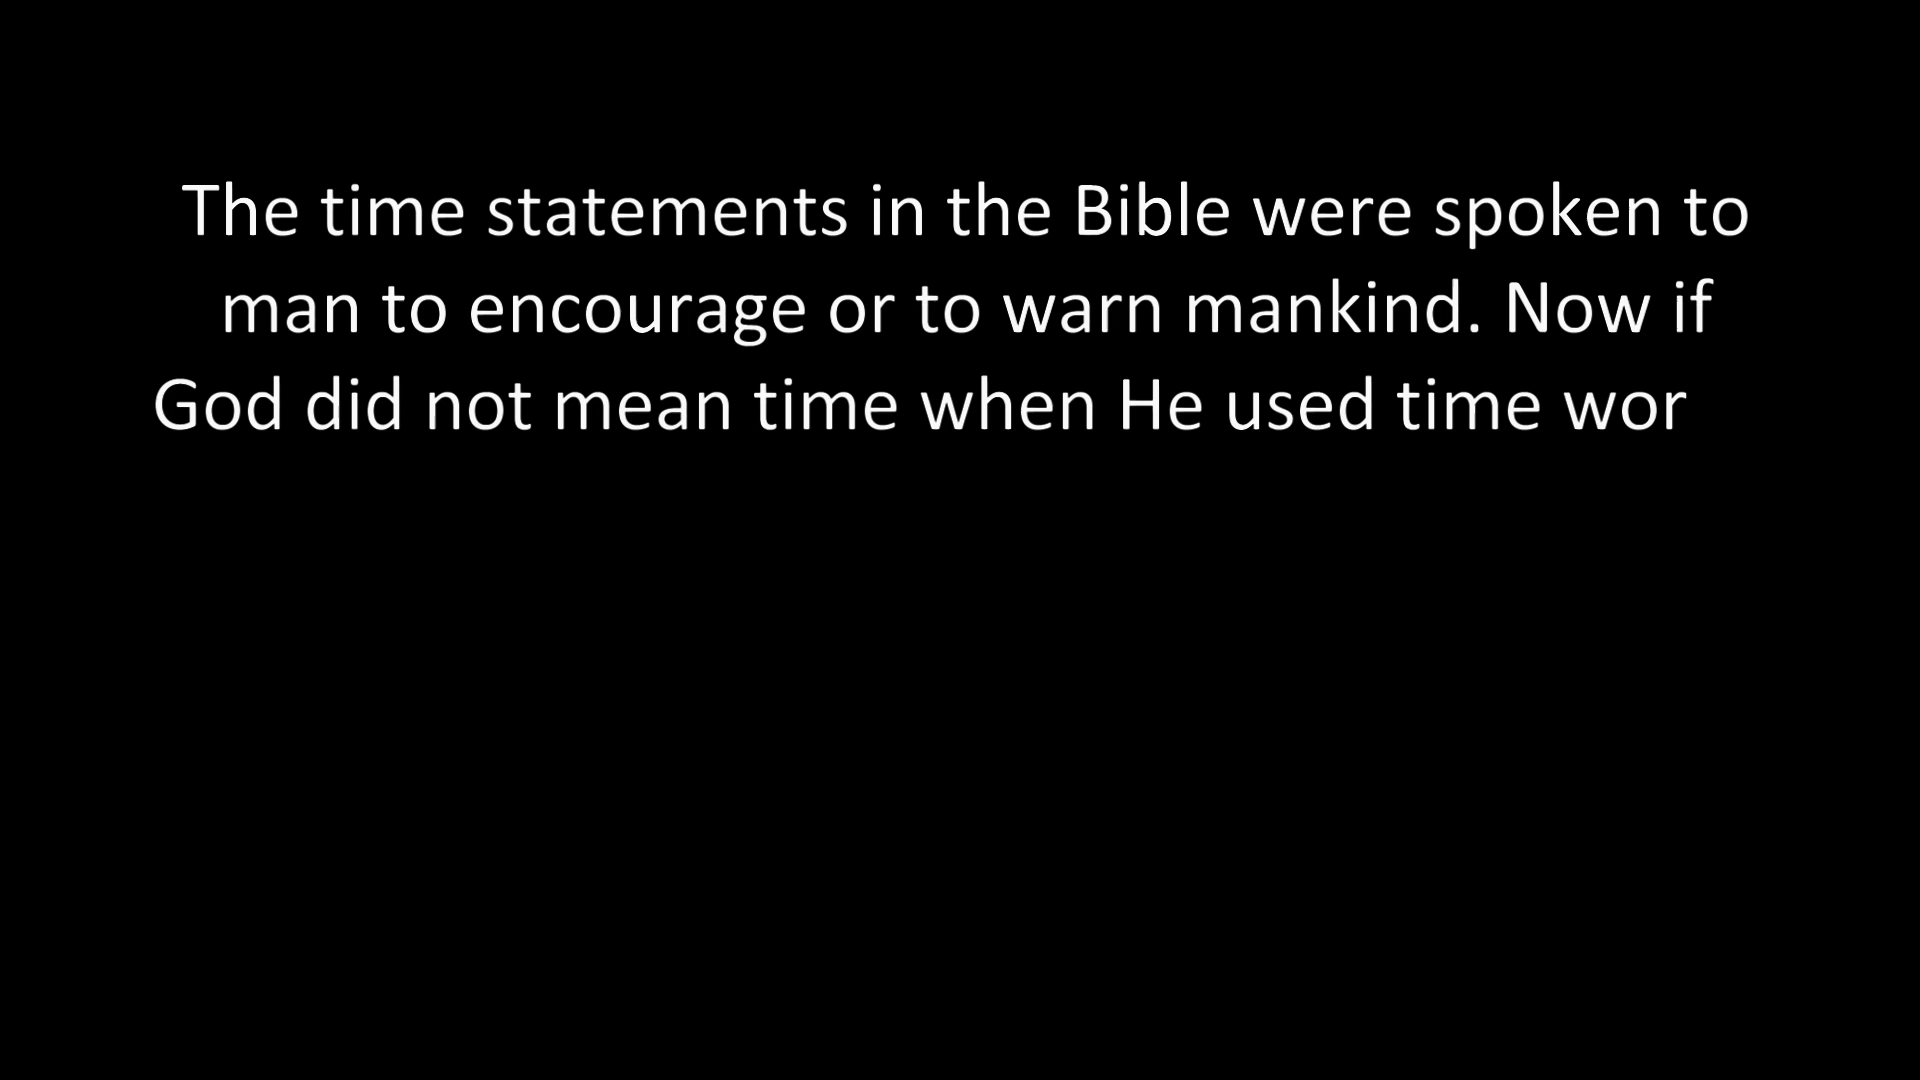 The time statements in the Bible were spoken to
man to encourage or to warn mankind. Now if
God did not mean time when He used time wor